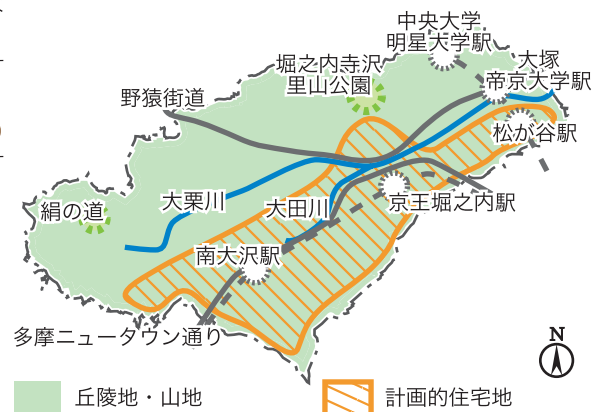 中央大学
明星大学駅
大塚
帝京大学駅
堀之内寺沢
里山公園
野猿街道
松が谷駅
絹の道
大栗川
大田川
京王堀之内駅
南大沢駅
多摩ニュータウン通り
N
丘陵地・山地
計画的住宅地